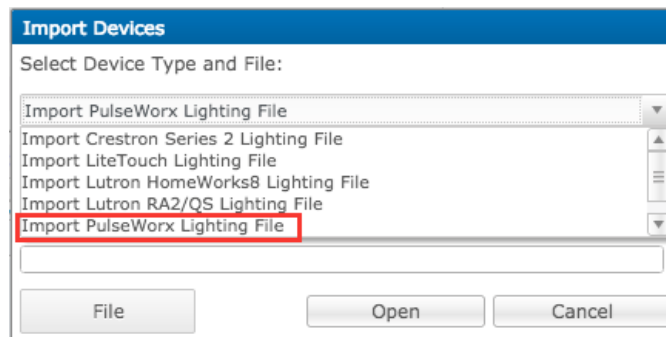 Import Devices
Select Device Type and File:
Import PulseWorx Lighting File
Import Crestron Series 2 Lighting File
Import LiteTouch Lighting File
Import Lutron HomeWorks8 Lighting File
Import Lutron RA2/QS Lighting File
Import PulseWorx Lighting File
File Open Cancel